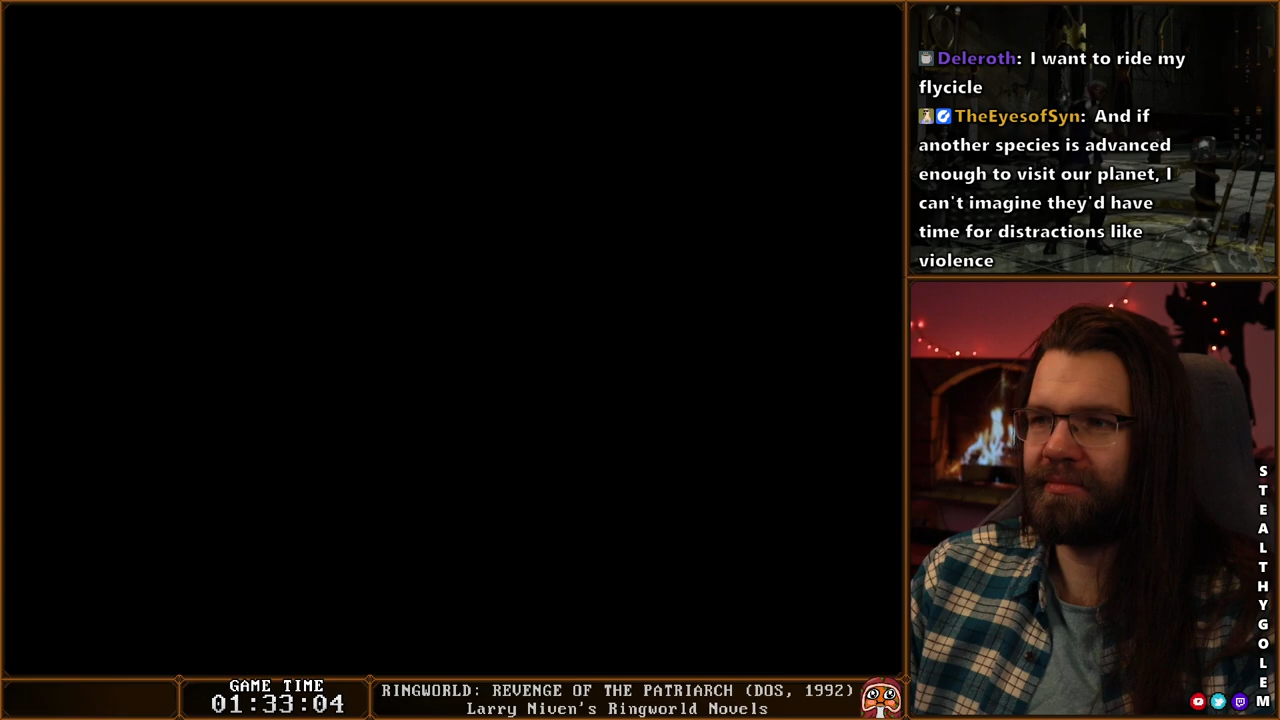 Deleroth: I want to ride my
flycicle
TheEyesofSyn: And if
another species is advanced
enough to visit our planet, I
can't imagine they'd have
time for distractions like
violence
STEALTHYGOLEM
GAME TIME
01:33:04
RINGWORLD: REVENGE OF THE PATRIARCH (DOS, 1992)
Larry Niven's Ringworld Novels